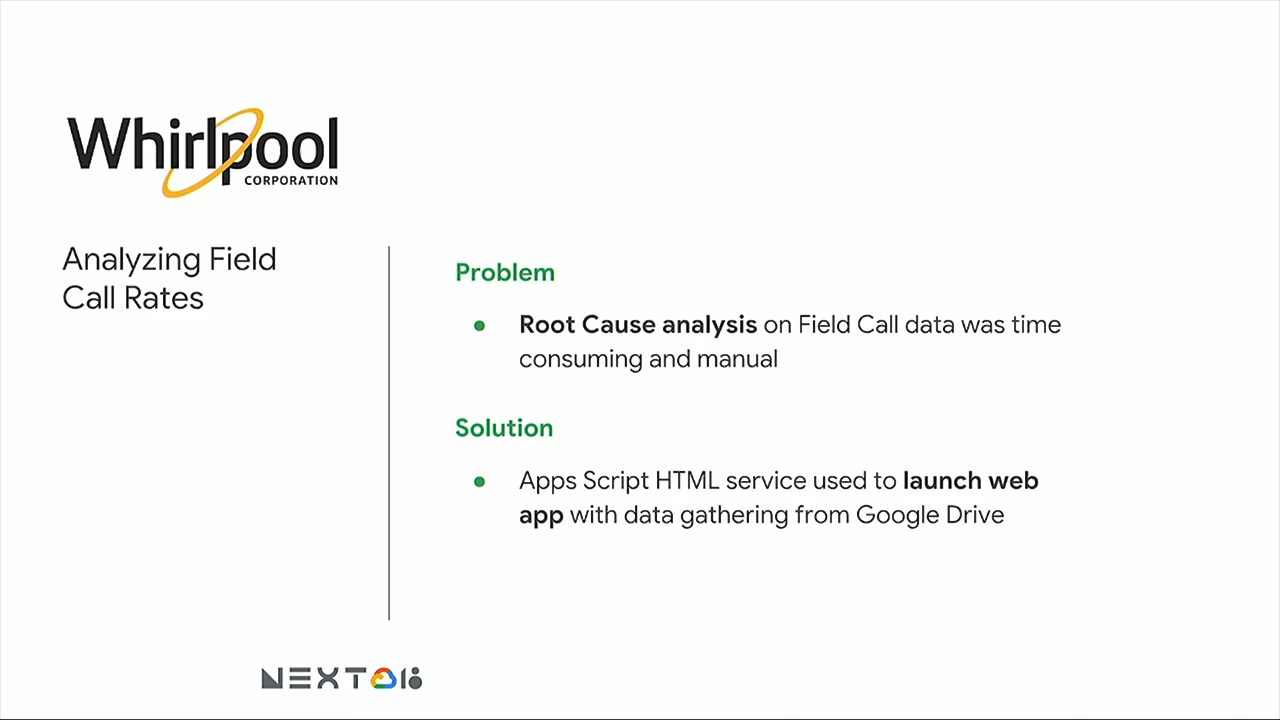 Whirlpool
CORPORATION
Analyzing Field
Call Rates
Problem
● Root Cause analysis on Field Call data was time
consuming and manual
Solution
● Apps Script HTML service used to launch web
app with data gathering from Google Drive
NEXT 18